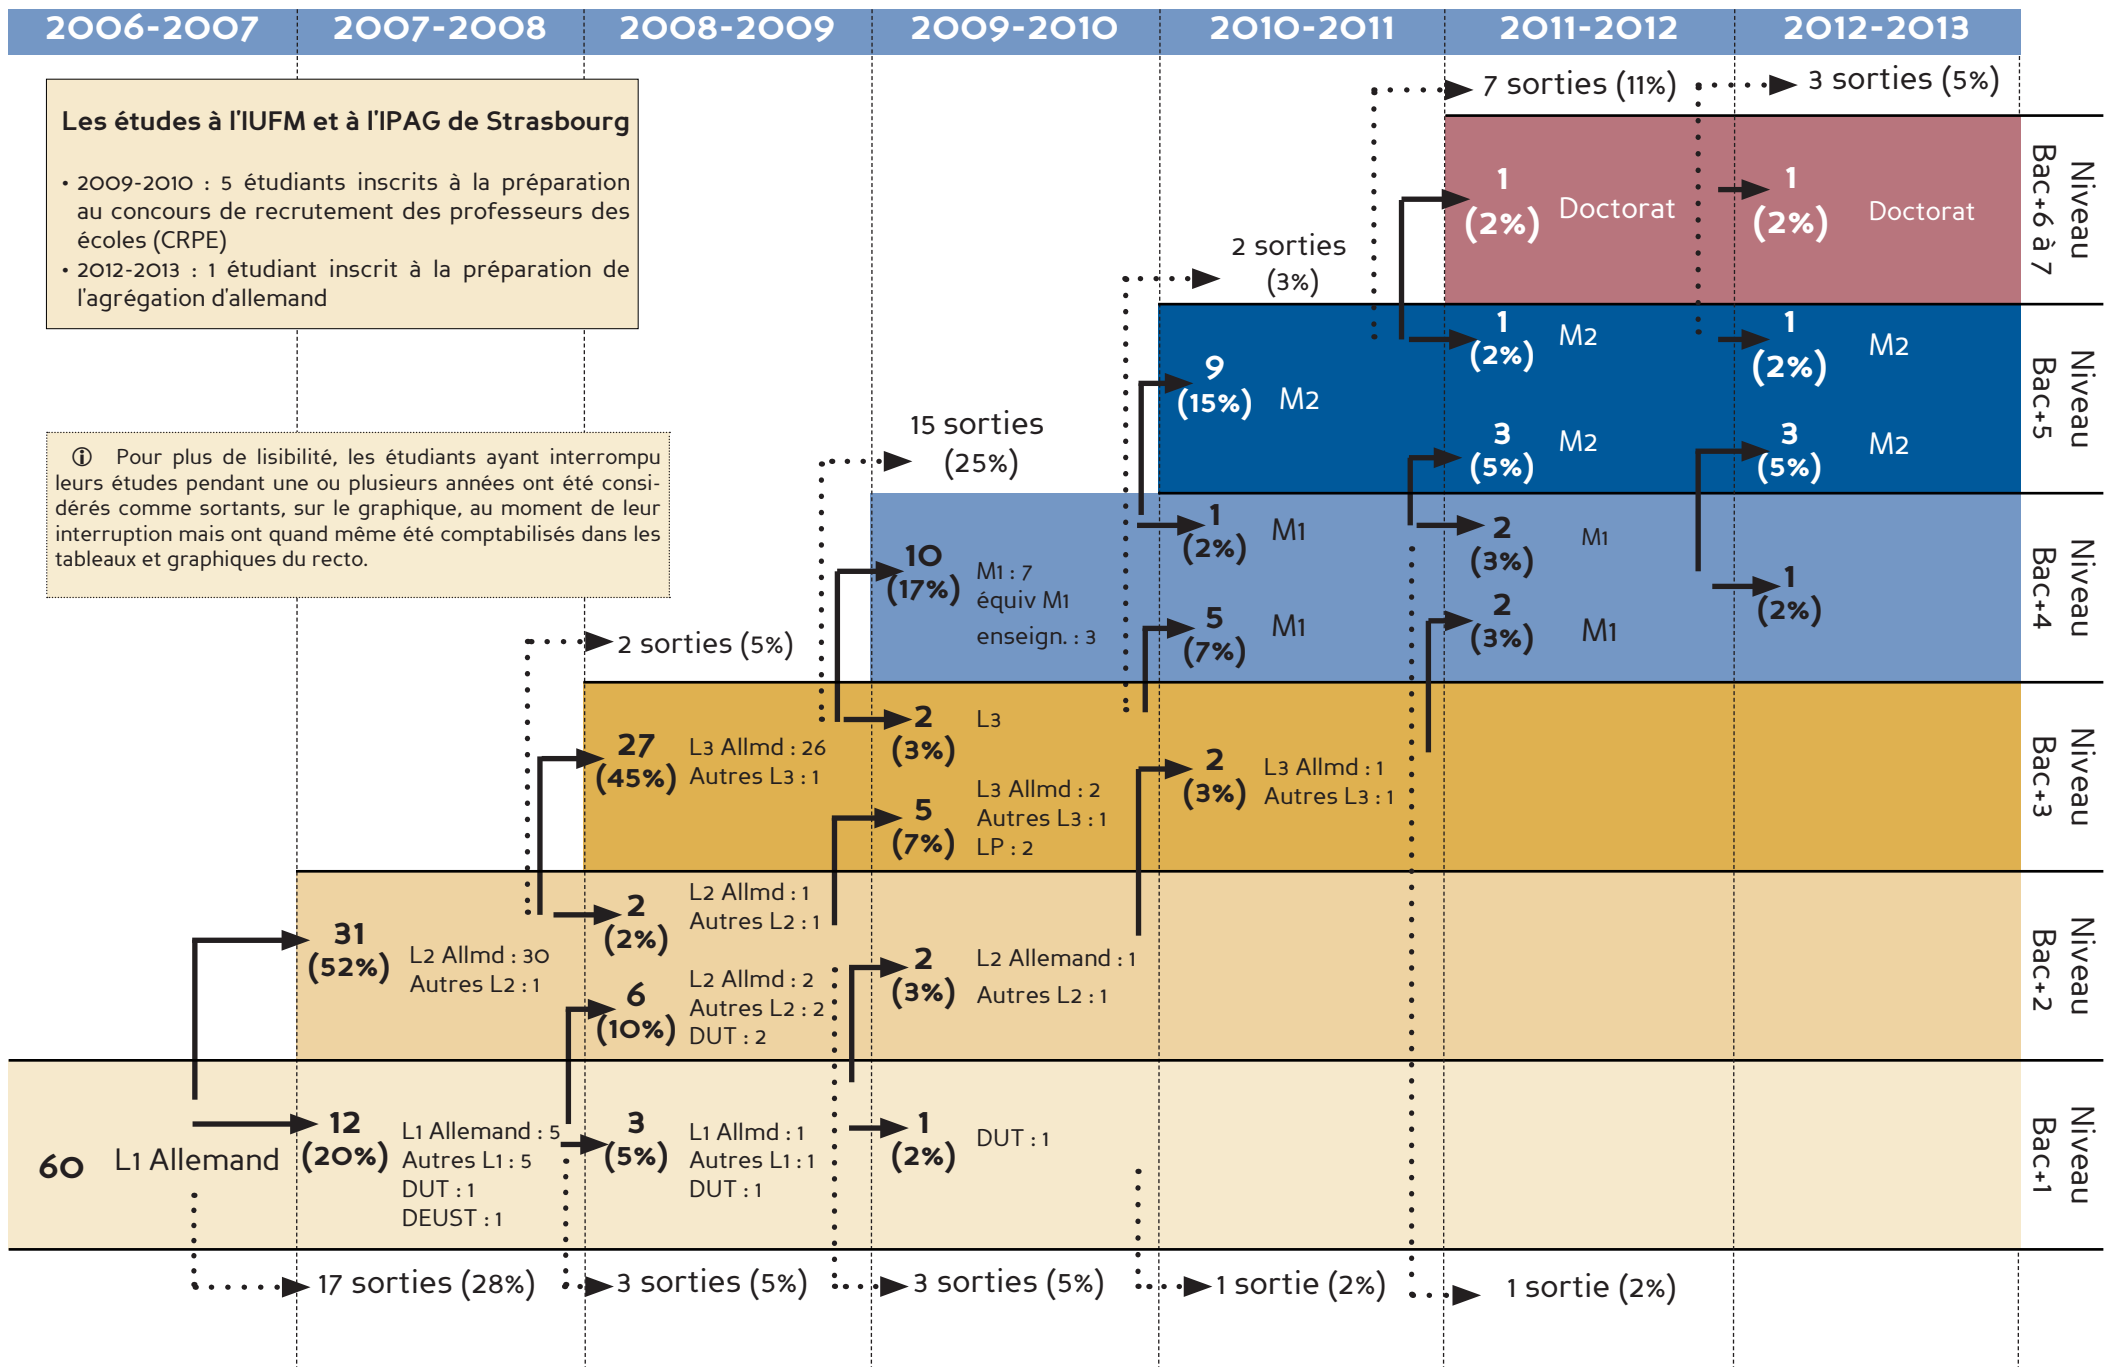 2006-2007
2007-2008
2008-2009
2009-2010
2010-2011
2011-2012
2012-2013
Les études à l'IUFM et à l'IPAG de Strasbourg
• 2009-2010 : 5 étudiants inscrits à la préparation
au concours de recrutement des professeurs des
écoles (CRPE)
• 2012-2013 : 1 étudiant inscrit à la préparation de
l'agrégation d'allemand
Pour plus de lisibilité, les étudiants ayant interrompu
leurs études pendant une ou plusieurs années ont été consi-
dérés comme sortants, sur le graphique, au moment de leur
interruption mais ont quand même été comptabilisés dans les
tableaux et graphiques du recto.
7 sorties (11%)
3 sorties (5%)
1
(2%)
Doctorat
1
(2%)
Doctorat
Niveau
Bac+6 à 7
2 sorties
(3%)
9
(15%)
M2
1
(2%)
M2
1
(2%)
M2
3
(5%)
M2
3
(5%)
M2
Niveau
Bac+5
15 sorties
(25%)
10
(17%)
M1 : 7
équiv M1
enseign. : 3
1
(2%)
M1
5
(7%)
M1
2
(3%)
M1
2
(3%)
M1
1
(2%)
Niveau
Bac+4
2 sorties (5%)
27
(45%)
L3 Allmd : 26
Autres L3 : 1
2
(3%)
L3
5
(7%)
L3 Allmd : 2
Autres L3 : 1
LP : 2
2
(3%)
L3 Allmd : 1
Autres L3 : 1
Niveau
Bac+3
31
(52%)
L2 Allmd : 30
Autres L2 : 1
2
(2%)
L2 Allmd : 1
Autres L2 : 1
6
(10%)
L2 Allmd : 2
Autres L2 : 2
DUT : 2
2
(3%)
L2 Allemand : 1
Autres L2 : 1
Niveau
Bac+2
60
L1 Allemand
12
(20%)
L1 Allemand : 5
Autres L1 : 5
DUT : 1
DEUST : 1
3
(5%)
L1 Allmd : 1
Autres L1 : 1
DUT : 1
1
(2%)
DUT : 1
Niveau
Bac+1
17 sorties (28%)
3 sorties (5%)
3 sorties (5%)
1 sortie (2%)
1 sortie (2%)